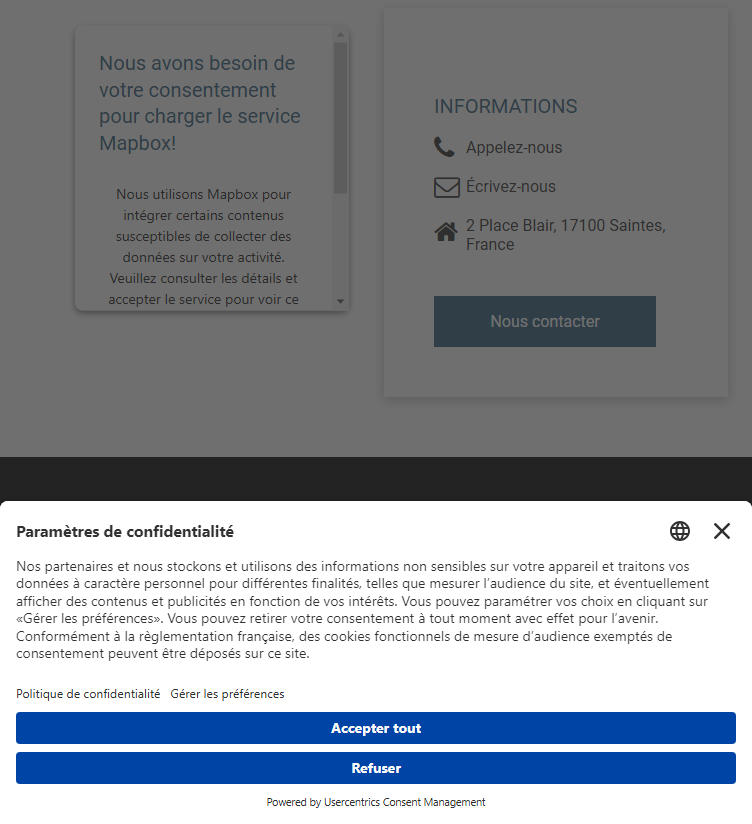 Nous avons besoin de
votre consentement
pour charger le service
Mapbox!
Nous utilisons Mapbox pour
intégrer certains contenus
susceptibles de collecter des
données sur votre activité.
Veuillez consulter les détails et
accepter le service pour voir ce
INFORMATIONS
Appelez-nous
Écrivez-nous
2 Place Blair, 17100 Saintes,
France
Nous contacter
Paramètres de confidentialité
Nos partenaires et nous stockons et utilisons des informations non sensibles sur votre appareil et traitons vos
données à caractère personnel pour différentes finalités, telles que mesurer l’audience du site, et éventuellement
afficher des contenus et publicités en fonction de vos intérêts. Vous pouvez paramétrer vos choix en cliquant sur
«Gérer les préférences». Vous pouvez retirer votre consentement à tout moment avec effet pour l’avenir.
Conformément à la règlementation française, des cookies fonctionnels de mesure d’audience exemptés de
consentement peuvent être déposés sur ce site.
Politique de confidentialité Gérer les préférences
Accepter tout
Refuser
Powered by Usercentrics Consent Management